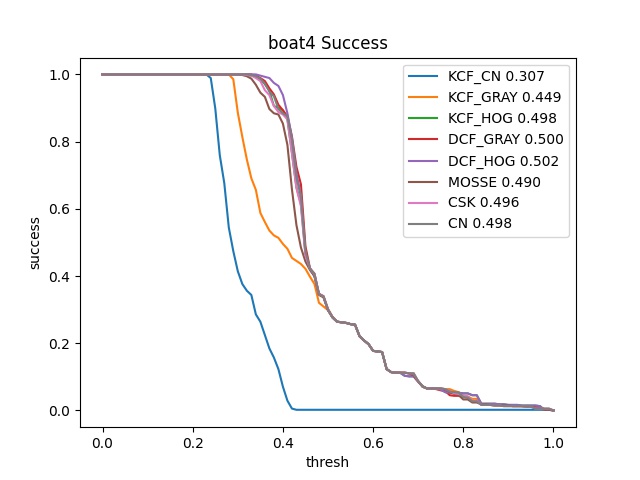 boat4 Success
KCF_CN 0.307
KCF_GRAY 0.449
KCF_HOG 0.498
DCF_GRAY 0.500
DCF_HOG 0.502
MOSSE 0.490
CSK 0.496
CN 0.498
success
1.0
0.8
0.6
0.4
0.2
0.0
0.0 0.2 0.4 0.6 0.8 1.0
thresh